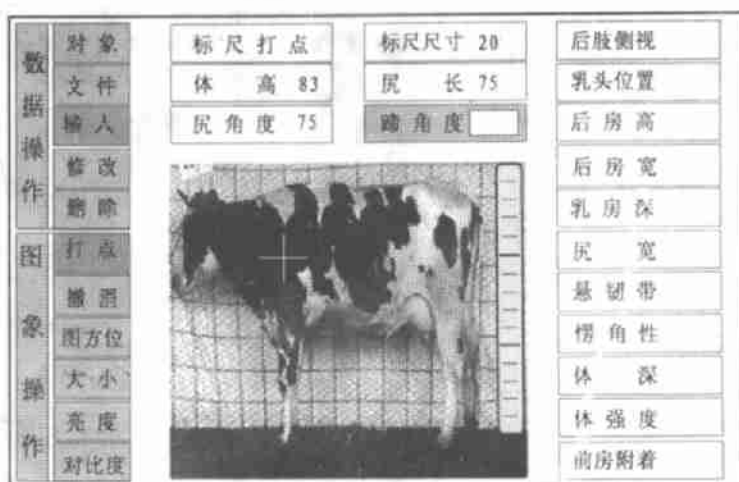 数据操作
对象
文件
输入
修改
删除
图象操作
打点
撤消
图方位
大小
亮度
对比度
标尺打点
标尺尺寸 20
体高 83
尻长 75
尻角度 75
蹄角度
后肢侧视
乳头位置
后房高
后房宽
乳房深
尻宽
悬韧带
愣角性
体深
体强度
前房附着